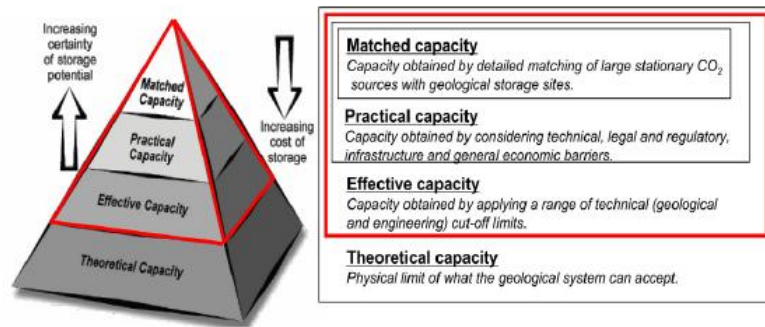 Increasing
certainty
of storage
potential
Matched
Capacity
Practical
Capacity
Effective Capacity
Theoretical Capacity
Increasing
cost of
storage
Matched capacity
Capacity obtained by detailed matching of large stationary CO₂
sources with geological storage sites.
Practical capacity
Capacity obtained by considering technical, legal and regulatory,
infrastructure and general economic barriers.
Effective capacity
Capacity obtained by applying a range of technical (geological
and engineering) cut-off limits.
Theoretical capacity
Physical limit of what the geological system can accept.